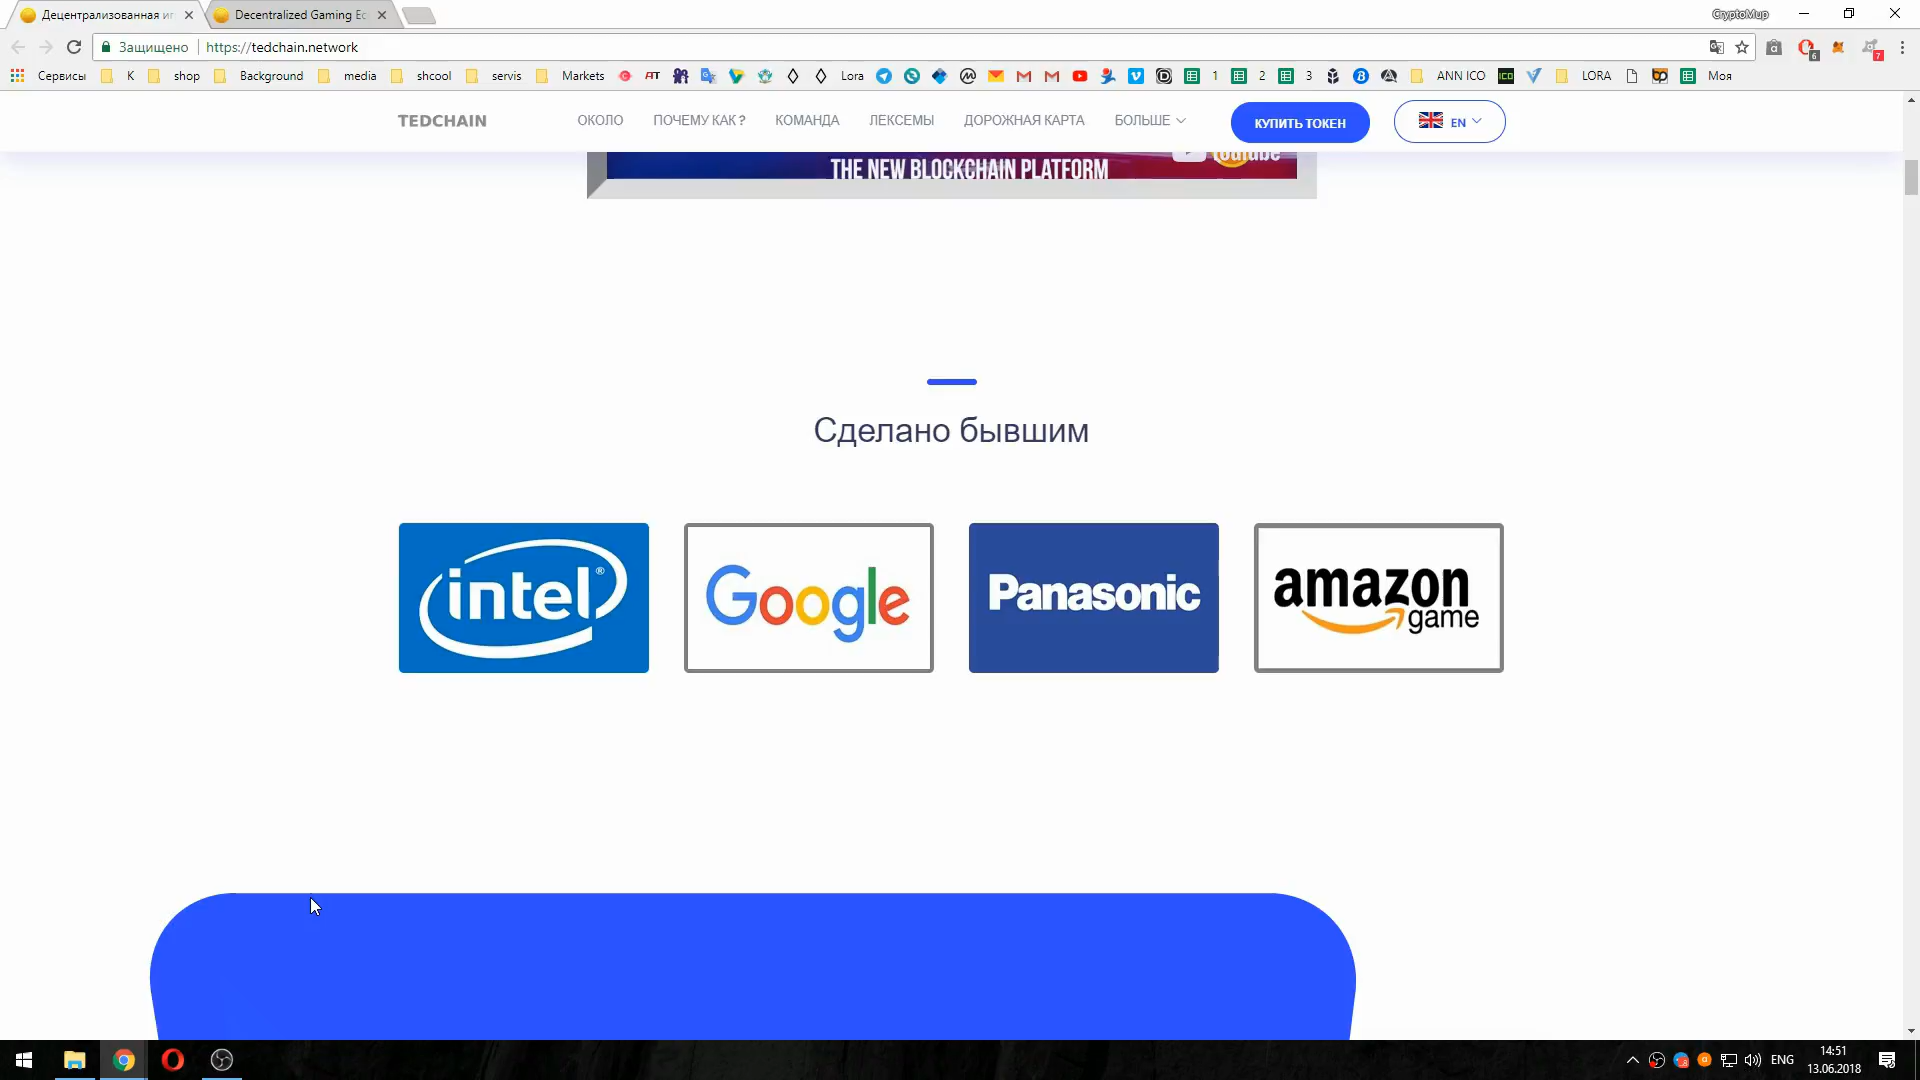 Децентрализованная иг
Decentralized Gaming Ec
CryptoMup
Защищено
https://tedchain.network
Сервисы K shop Background media shcool servis Markets Lora 1 2 3 ANN ICO LORA Моя
TEDCHAIN ОКОЛО ПОЧЕМУ КАК ? КОМАНДА ЛЕКСЕМЫ ДОРОЖНАЯ КАРТА БОЛЬШЕ КУПИТЬ ТОКЕН EN
YouTube
THE NEW BLOCKCHAIN PLATFORM
Сделано бывшим
intel®
Google
Panasonic
amazon
game
ENG
14:51
13.06.2018